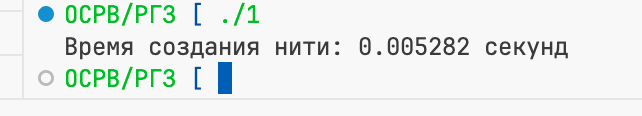 ОСРВ/РГЗ [ ./1
Время создания нити: 0.005282 секунд
ОСРВ/РГЗ [